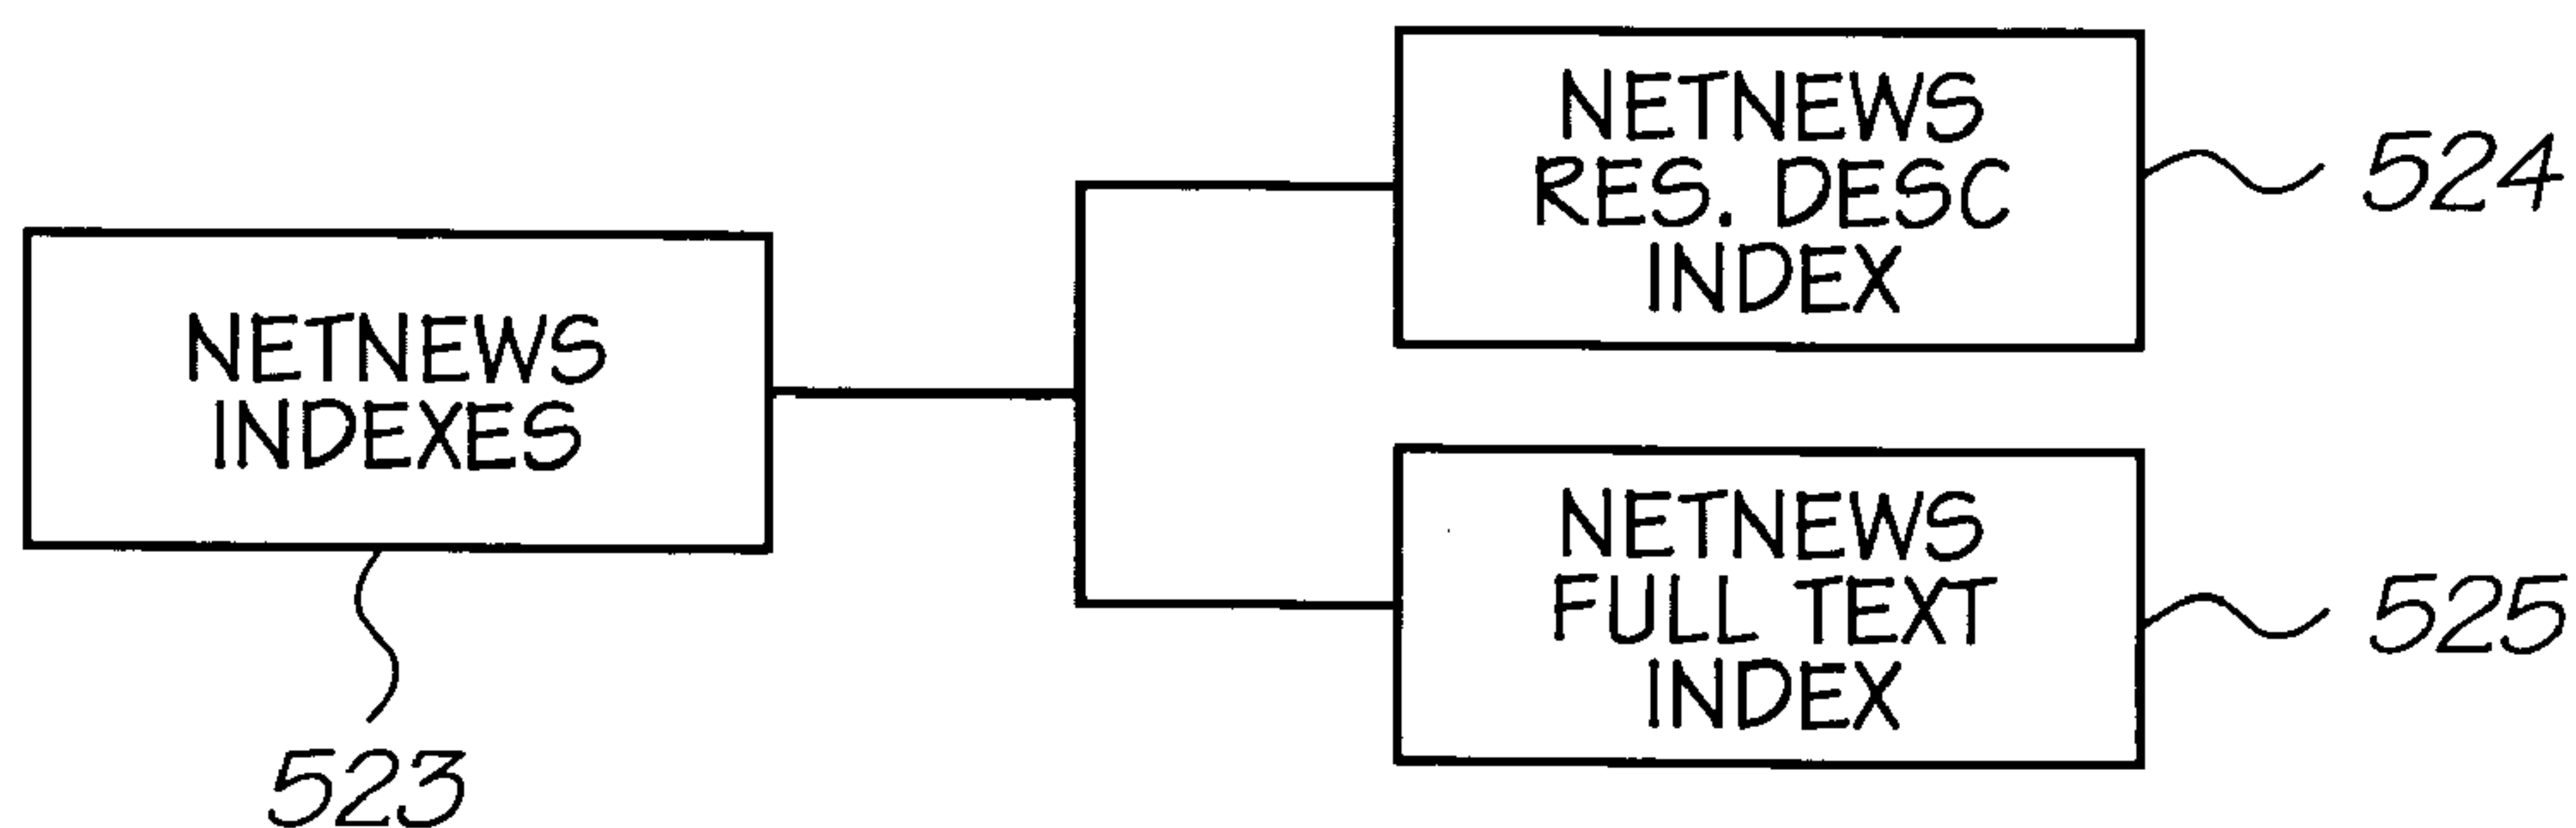 NETNEWS
INDEXES
523
NETNEWS
RES. DESC
INDEX
524
NETNEWS
FULL TEXT
INDEX
525